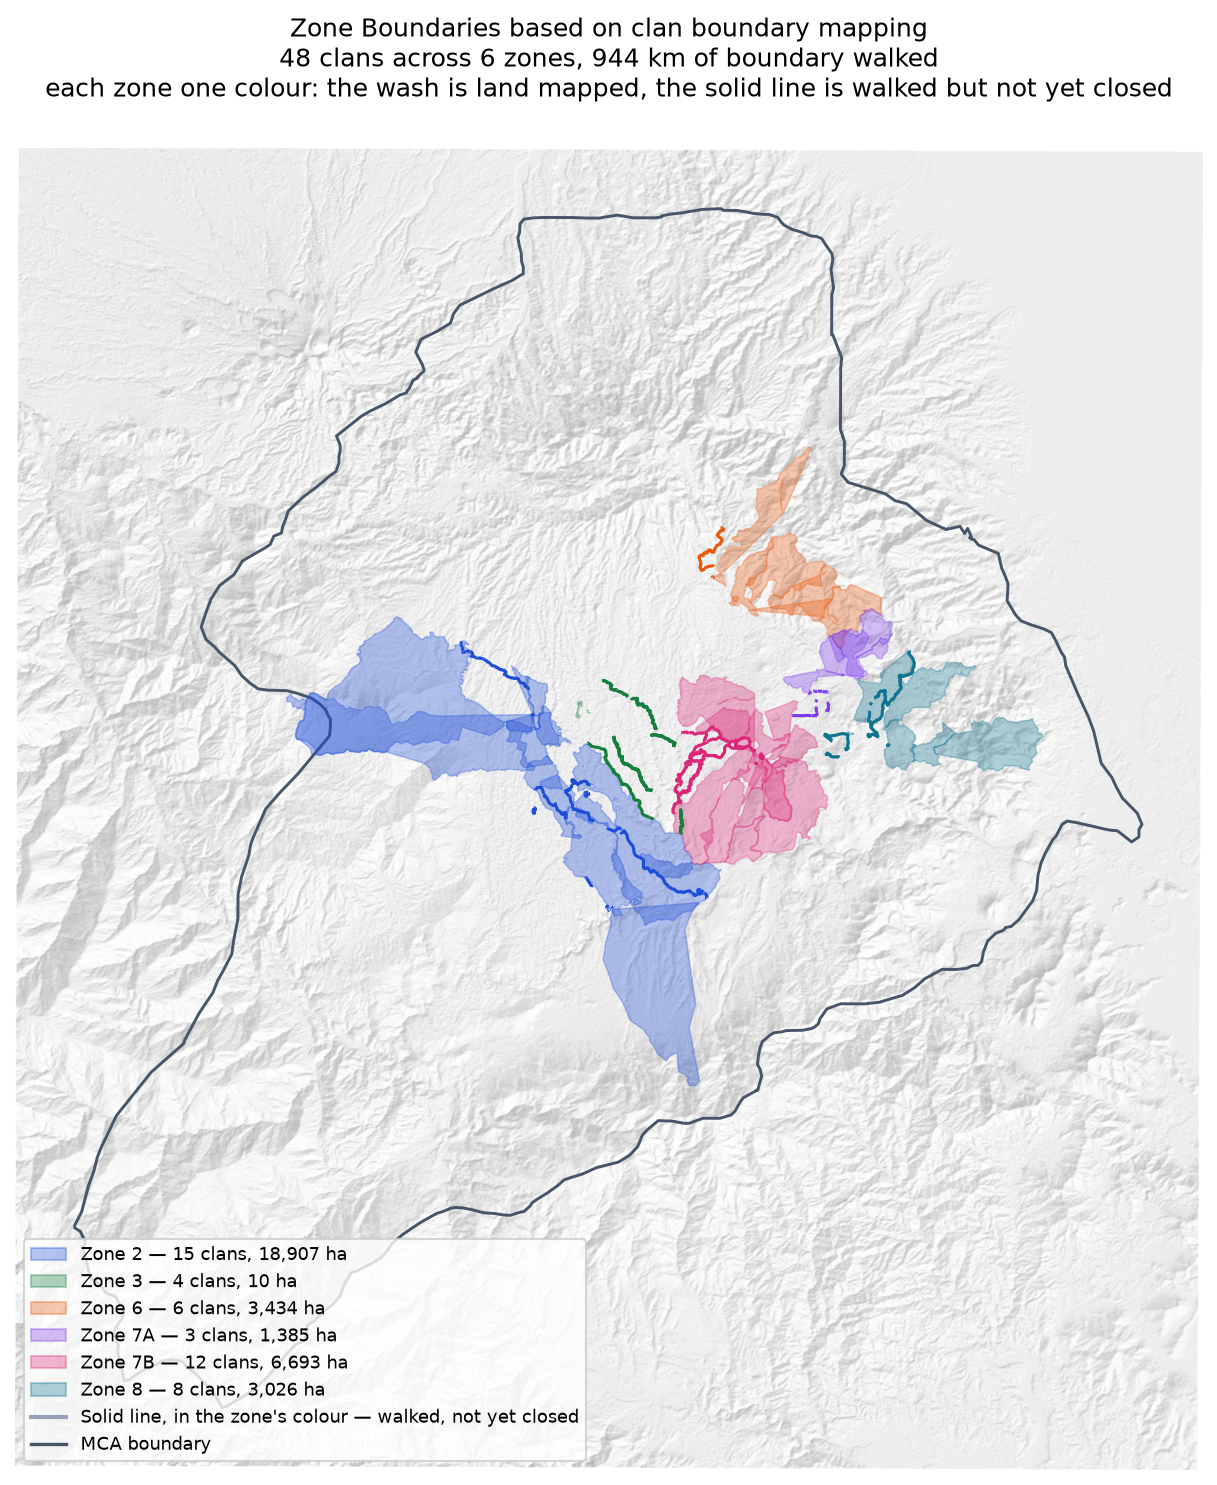 Zone Boundaries based on clan boundary mapping
48 clans across 6 zones, 944 km of boundary walked
each zone one colour: the wash is land mapped, the solid line is walked but not yet closed
Zone 2 — 15 clans, 18,907 ha
Zone 3 — 4 clans, 10 ha
Zone 6 — 6 clans, 3,434 ha
Zone 7A — 3 clans, 1,385 ha
Zone 7B — 12 clans, 6,693 ha
Zone 8 — 8 clans, 3,026 ha
Solid line, in the zone's colour — walked, not yet closed
MCA boundary